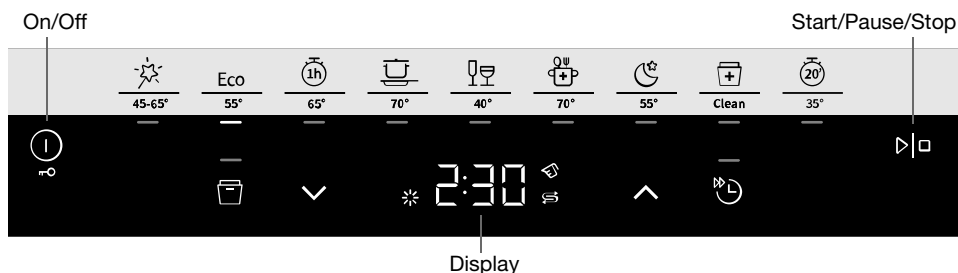 On/Off
Start/Pause/Stop
Eco 1h 20'
45-65° 55° 65° 70° 40° 70° 55° Clean 35°
2:30
Display